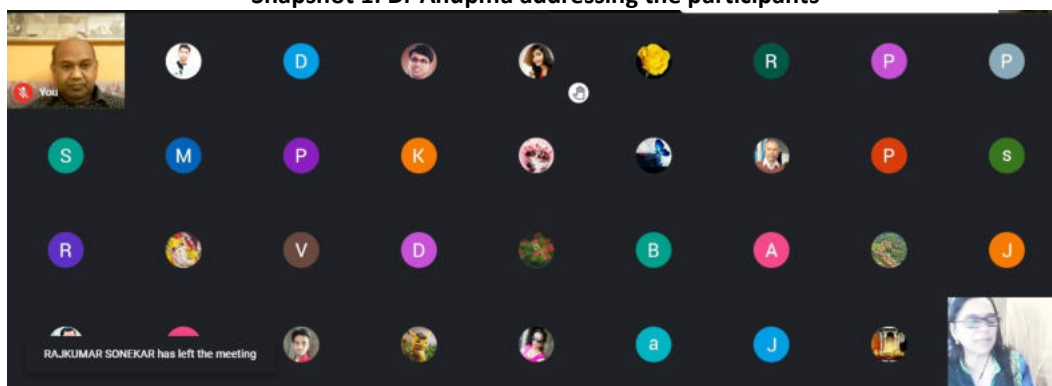 Snapshot 1: Dr Anupma addressing the participants
You
D
R
P
P
S
M
P
K
P
s
R
V
D
B
A
J
RAJKUMAR SONEKAR has left the meeting
a
J